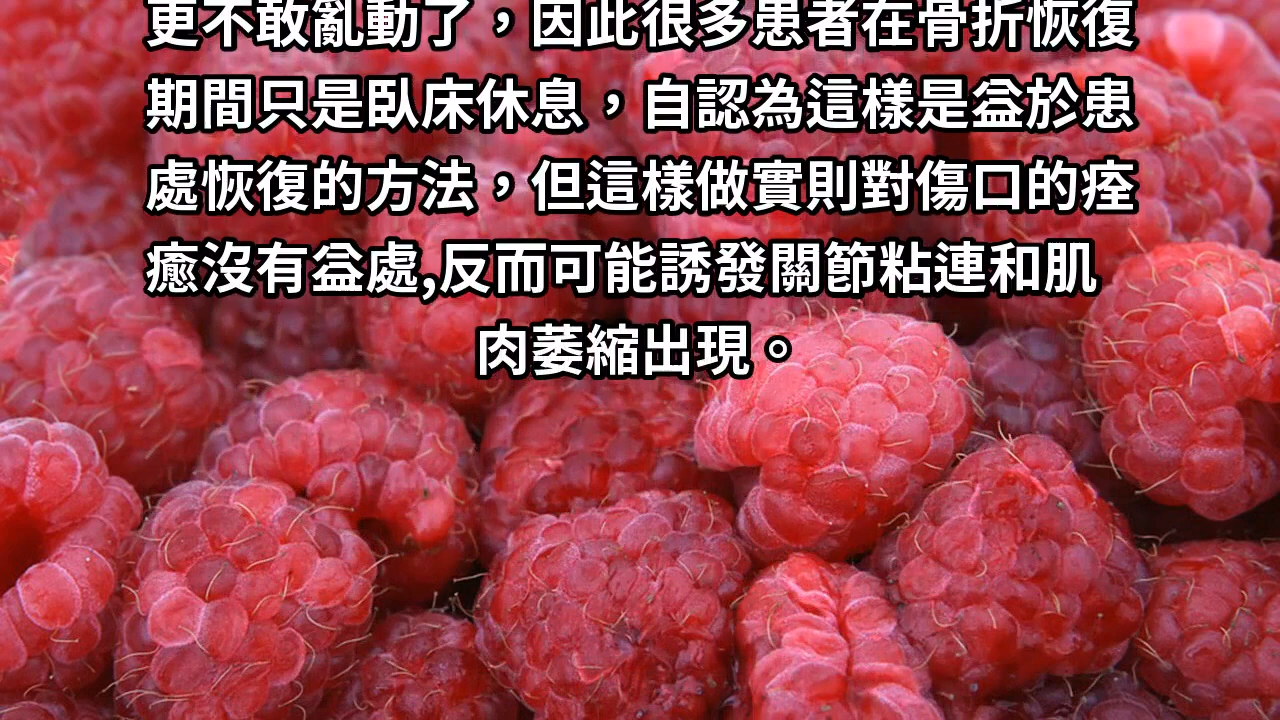 更不敢亂動了，因此很多患者在骨折恢復
期間只是臥床休息，自認為這樣是益於患
處恢復的方法，但這樣做實則對傷口的痊
癒沒有益處,反而可能誘發關節粘連和肌
肉萎縮出現。